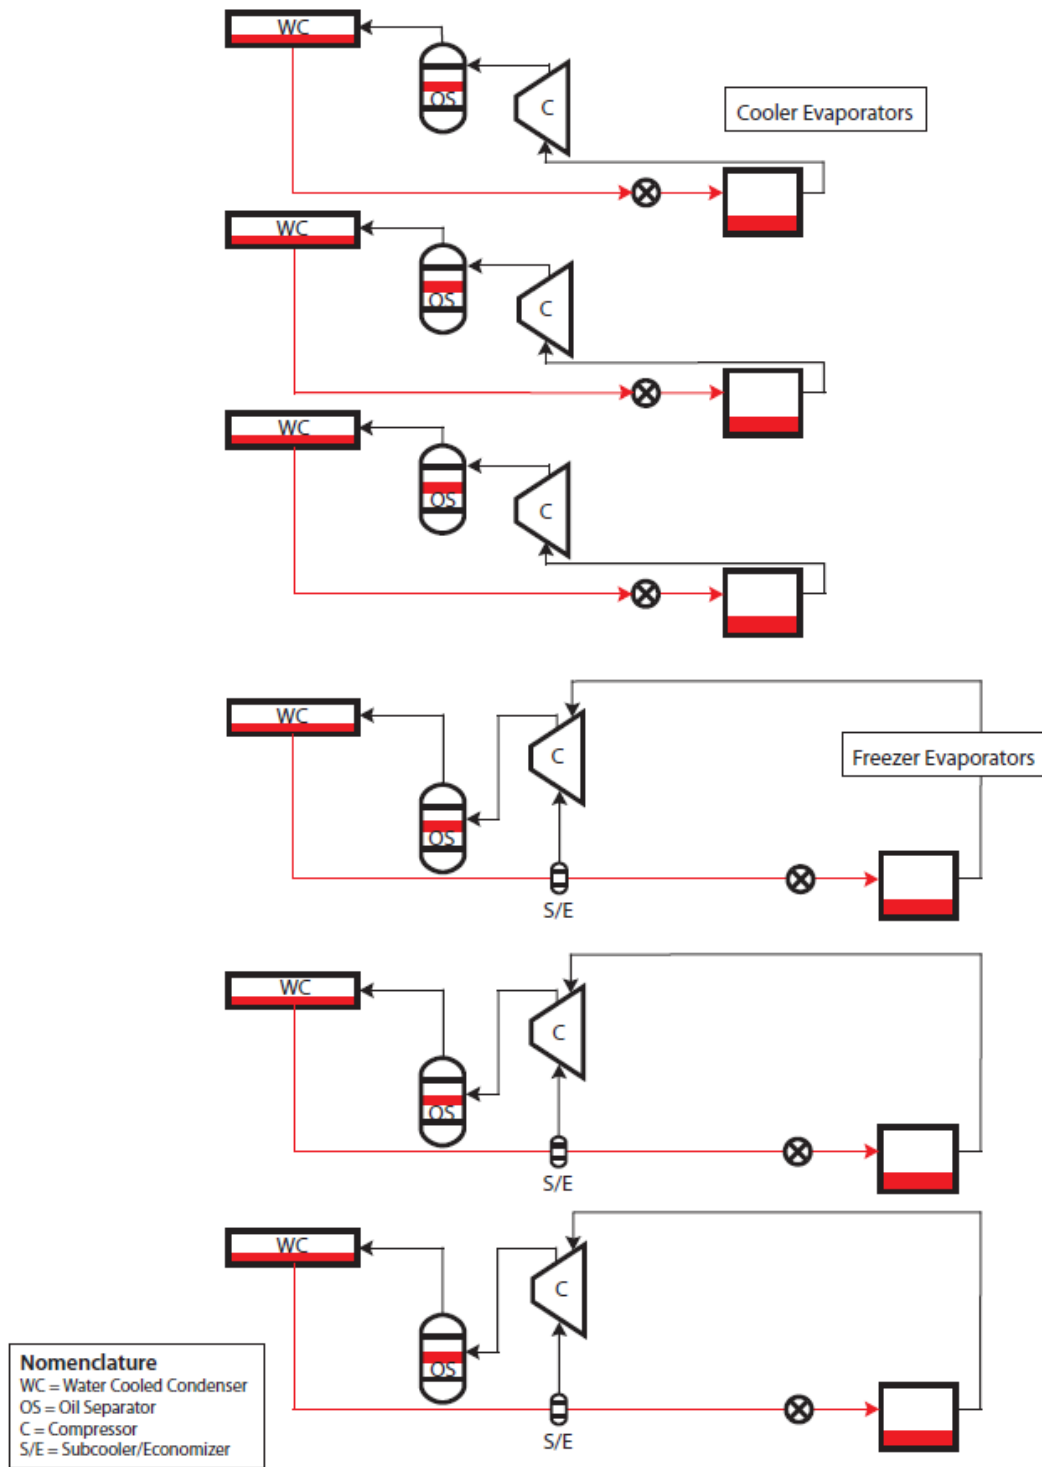 WC
OS
C
Cooler Evaporators
WC
OS
C
WC
OS
C
WC
C
Freezer Evaporators
OS
S/E
WC
C
OS
S/E
WC
C
OS
S/E
Nomenclature
WC = Water Cooled Condenser
OS = Oil Separator
C = Compressor
S/E = Subcooler/Economizer